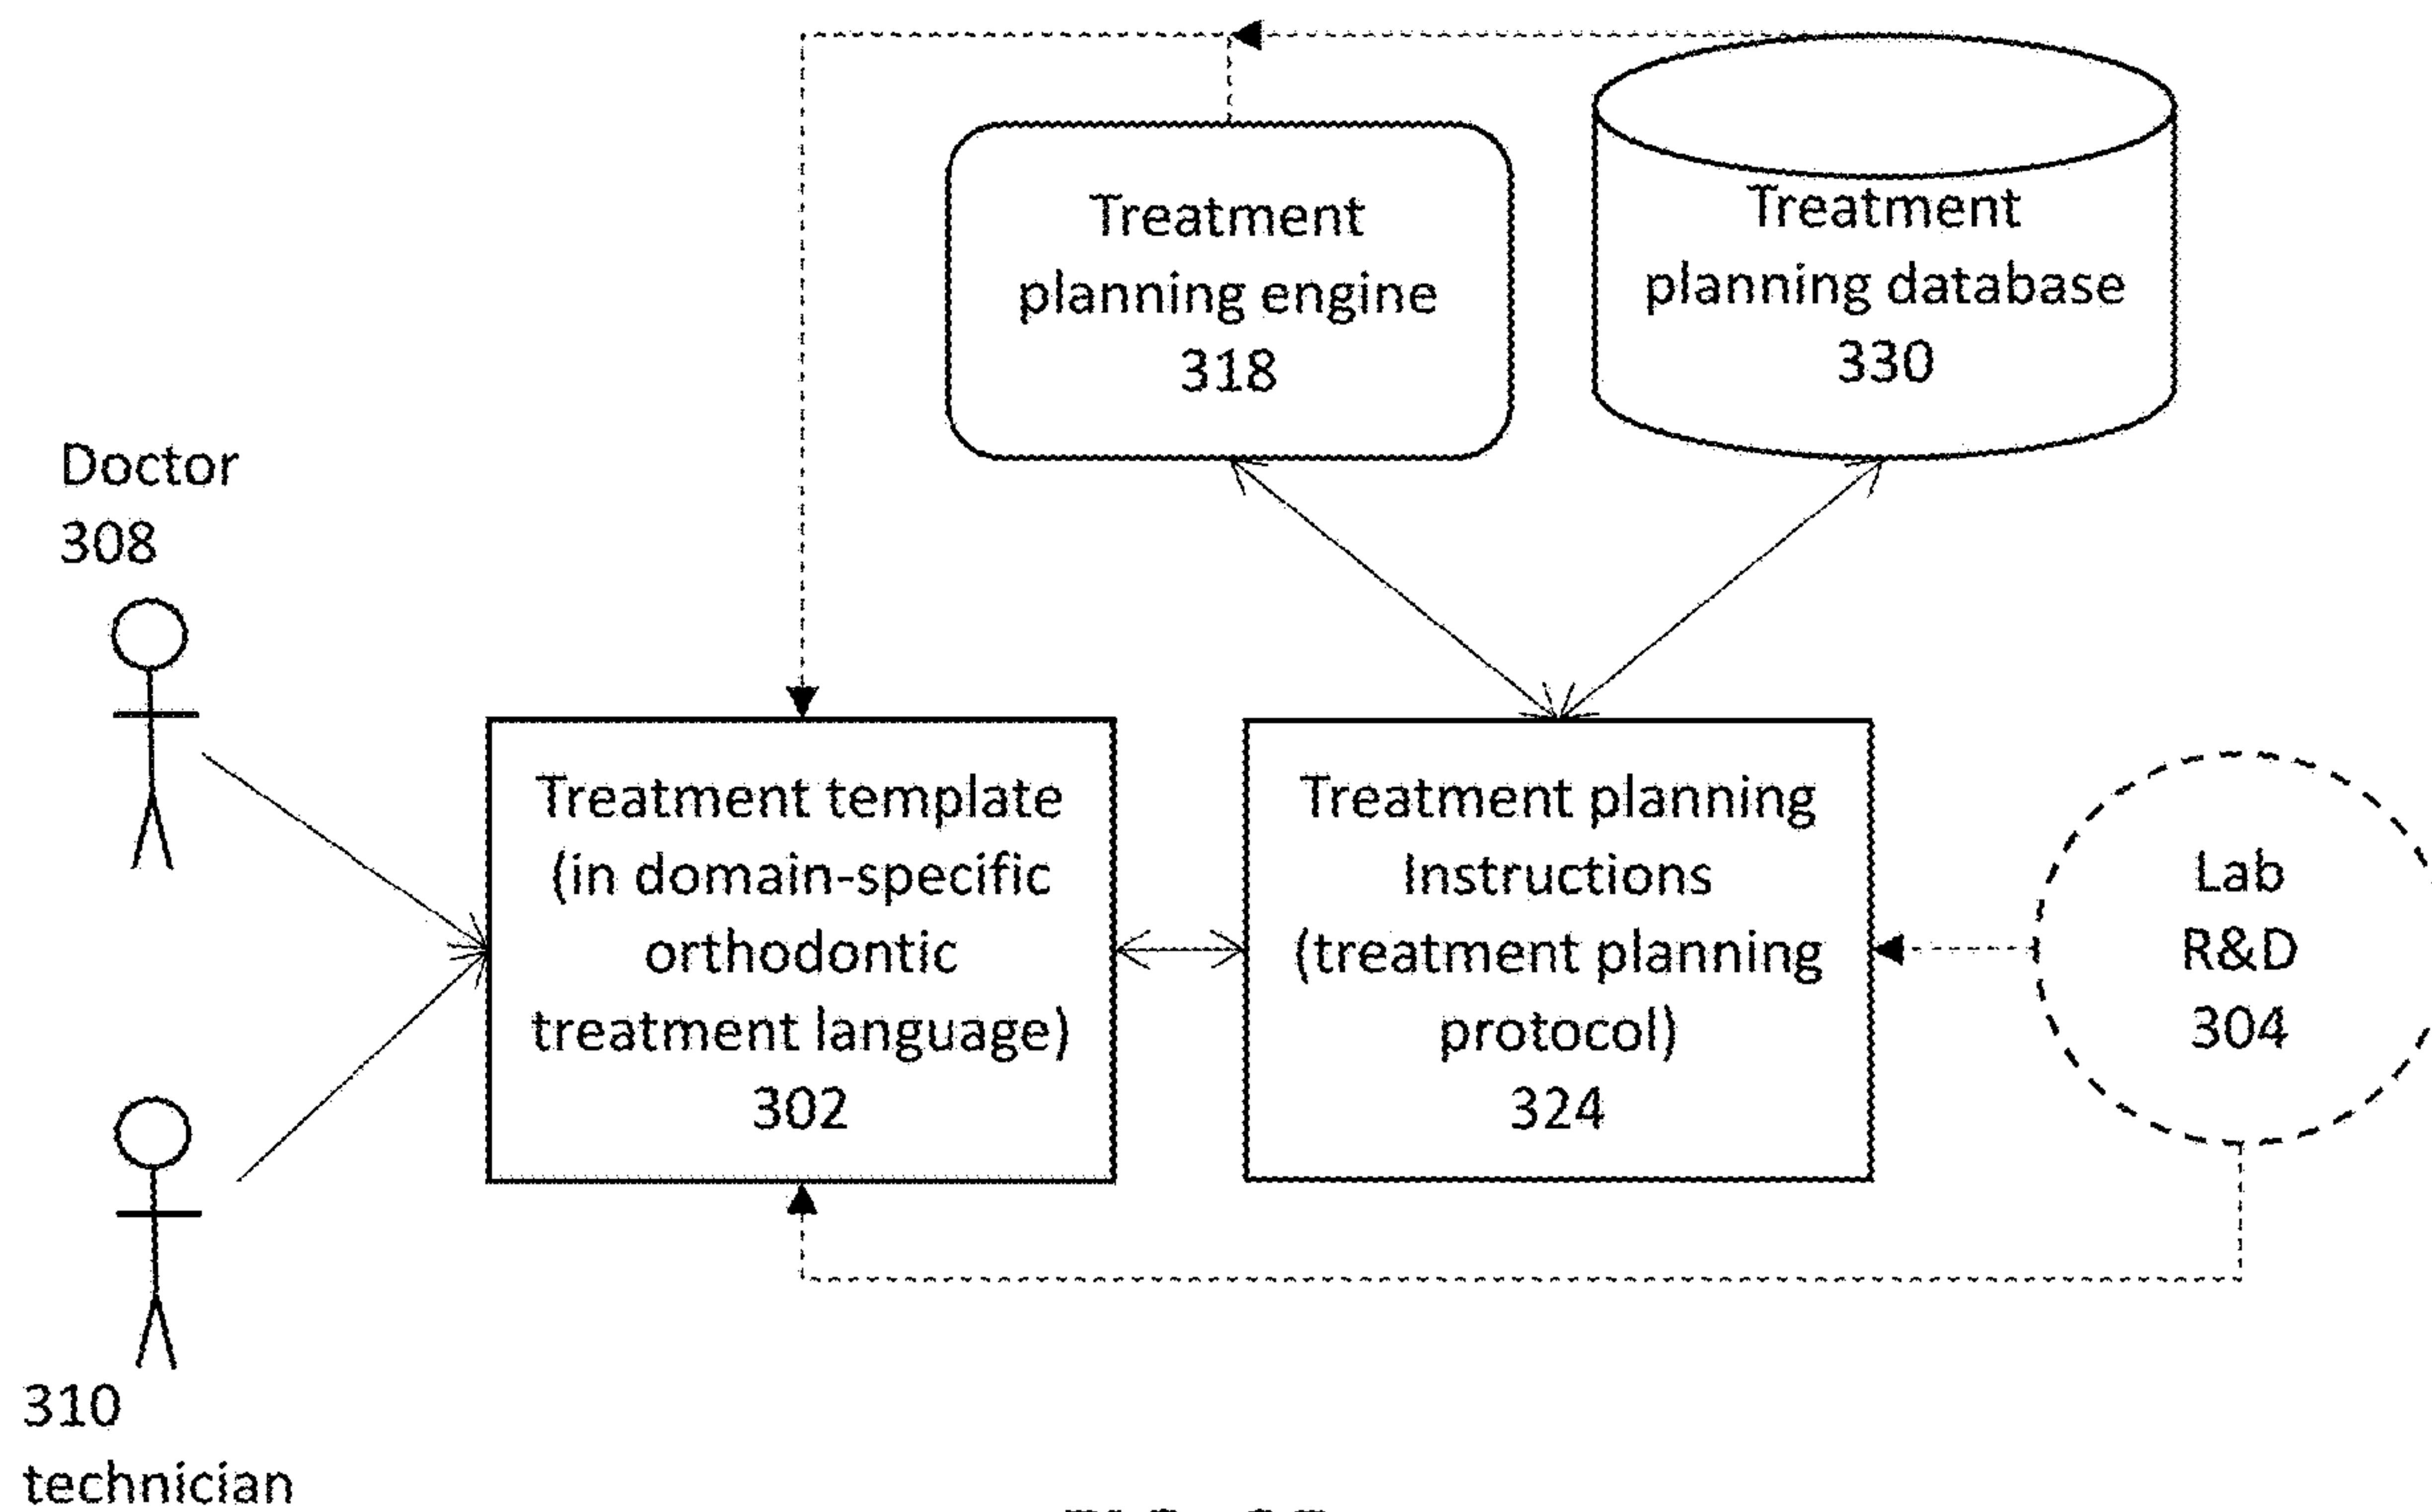 Treatment
planning engine
318
Treatment
planning database
330
Doctor
308
Treatment template
(in domain-specific
orthodontic
treatment language)
302
Treatment planning
Instructions
(treatment planning
protocol)
324
Lab
R&D
304
310
technician